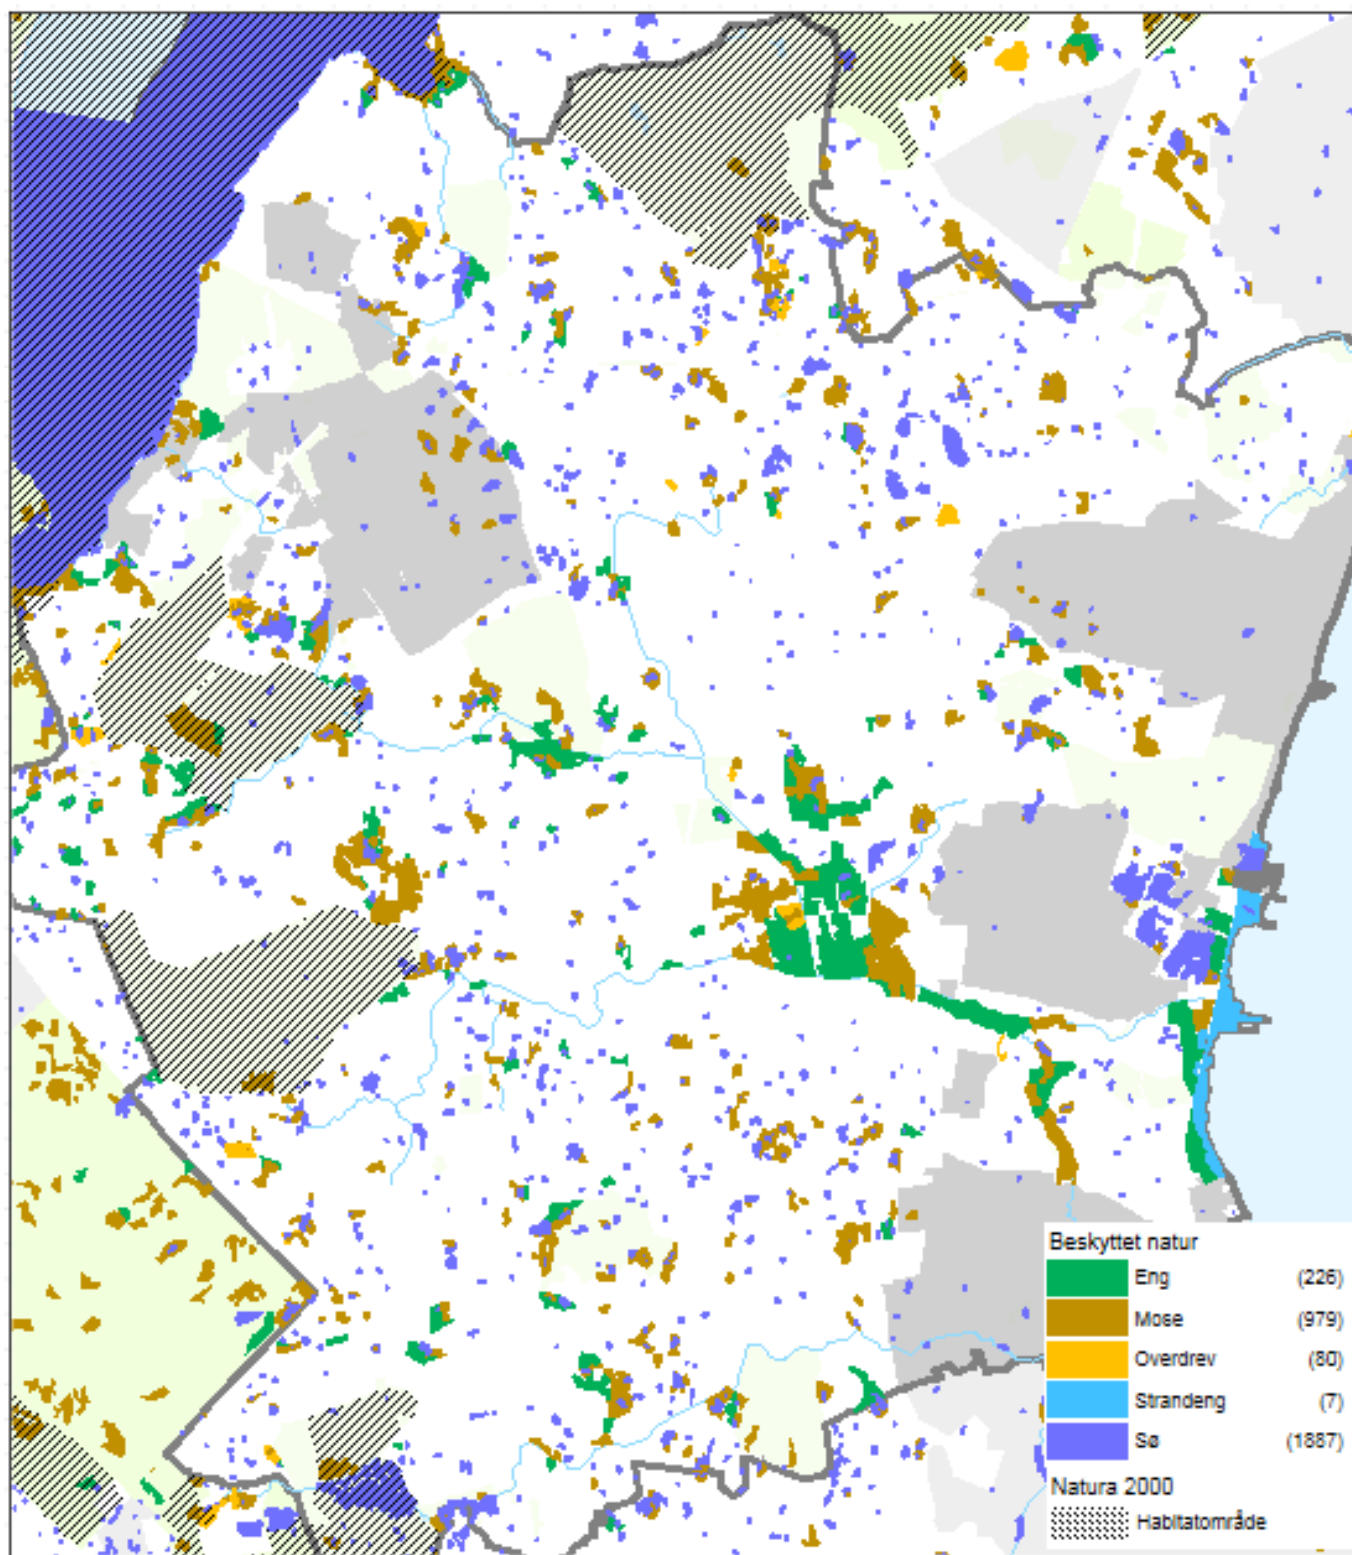 Beskyttet natur
Eng (226)
Mose (979)
Overdrev (80)
Strandeng (7)
Sø (1887)
Natura 2000
Habitatområde